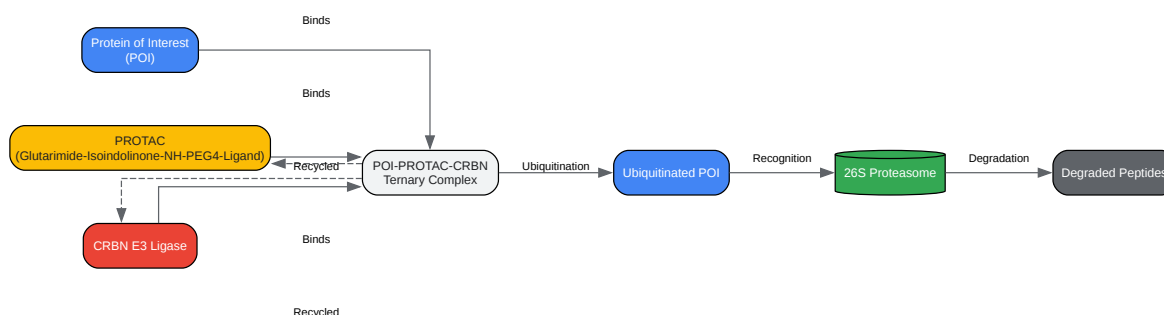 Binds
Protein of Interest
(POI)
Binds
PROTAC
(Glutarimide-Isoindolinone-NH-PEG4-Ligand)
Recycled
POI-PROTAC-CRBN
Ternary Complex
Ubiquitination
Ubiquitinated POI
Recognition
26S Proteasome
Degradation
Degraded Peptides
CRBN E3 Ligase
Binds
Recycled